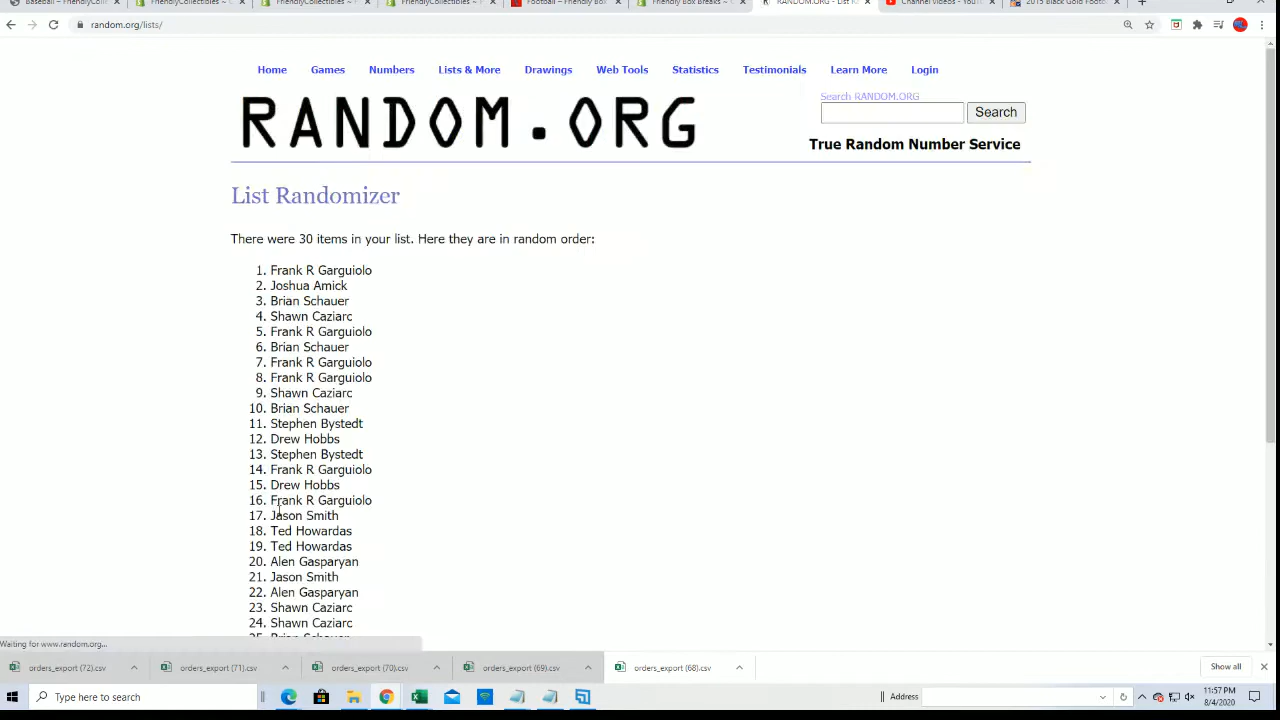 Baseball – FriendlyColl
FriendlyCollectibles ~
FriendlyCollectibles ~ F
FriendlyCollectibles ~ F
Football – Friendly Box
Friendly Box Breaks ~
RANDOM.ORG - List R
Channel Videos - YouT
2015 Black Gold Footb
random.org/lists/
Home Games Numbers Lists & More Drawings Web Tools Statistics Testimonials Learn More Login
Search RANDOM.ORG
RANDOM.ORG
Search
True Random Number Service
List Randomizer
There were 30 items in your list. Here they are in random order:
1. Frank R Garguiolo
2. Joshua Amick
3. Brian Schauer
4. Shawn Caziarc
5. Frank R Garguiolo
6. Brian Schauer
7. Frank R Garguiolo
8. Frank R Garguiolo
9. Shawn Caziarc
10. Brian Schauer
11. Stephen Bystedt
12. Drew Hobbs
13. Stephen Bystedt
14. Frank R Garguiolo
15. Drew Hobbs
16. Frank R Garguiolo
17. Jason Smith
18. Ted Howardas
19. Ted Howardas
20. Alen Gasparyan
21. Jason Smith
22. Alen Gasparyan
23. Shawn Caziarc
24. Shawn Caziarc
25. Brian Schauer
Waiting for www.random.org...
orders_export (72).csv
orders_export (71).csv
orders_export (70).csv
orders_export (69).csv
orders_export (68).csv
Show all
Type here to search
Address
11:57 PM
8/4/2020